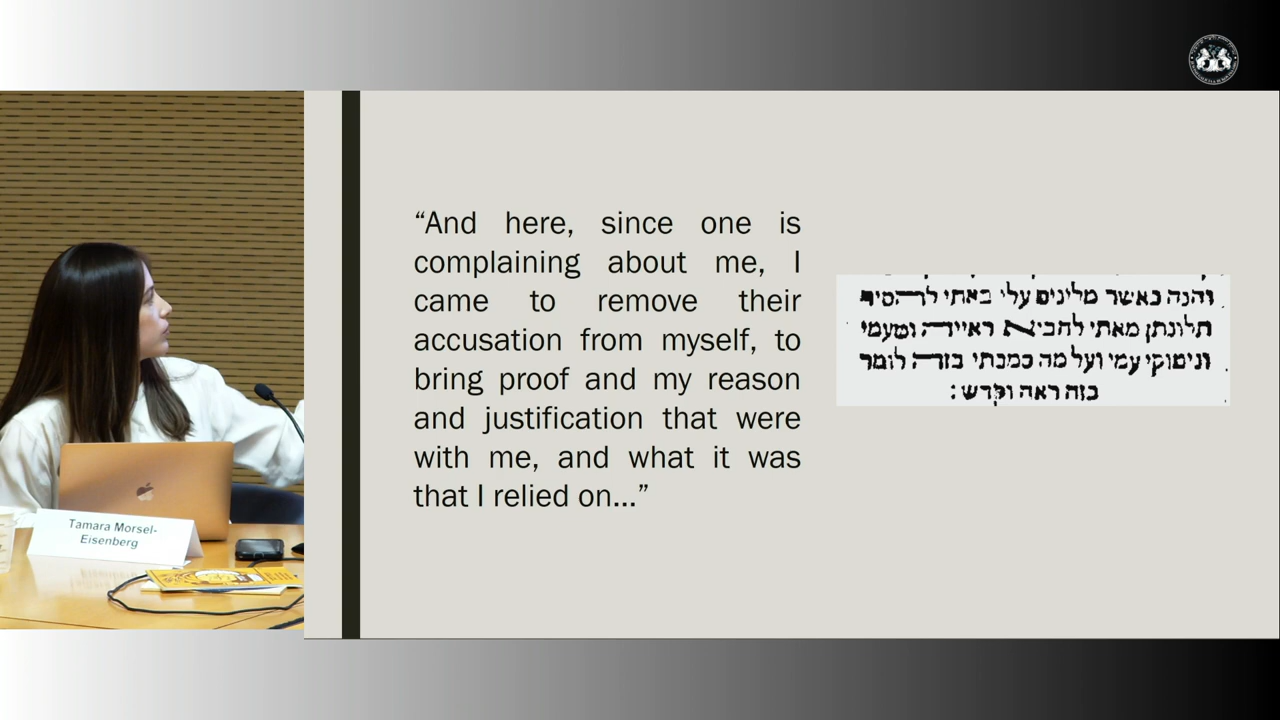 “And here, since one is
complaining about me, I
came to remove their
accusation from myself, to
bring proof and my reason
and justification that were
with me, and what it was
that I relied on...”
והנה כאשר מלינים עלי באתי להסיר
תלונתן מאתי להביא ראייה וטעמי
ונימוקי עמי ועל מה סמכתי בזה לומר
בזה ראה וקדש :
Tamara Morsel-
Eisenberg